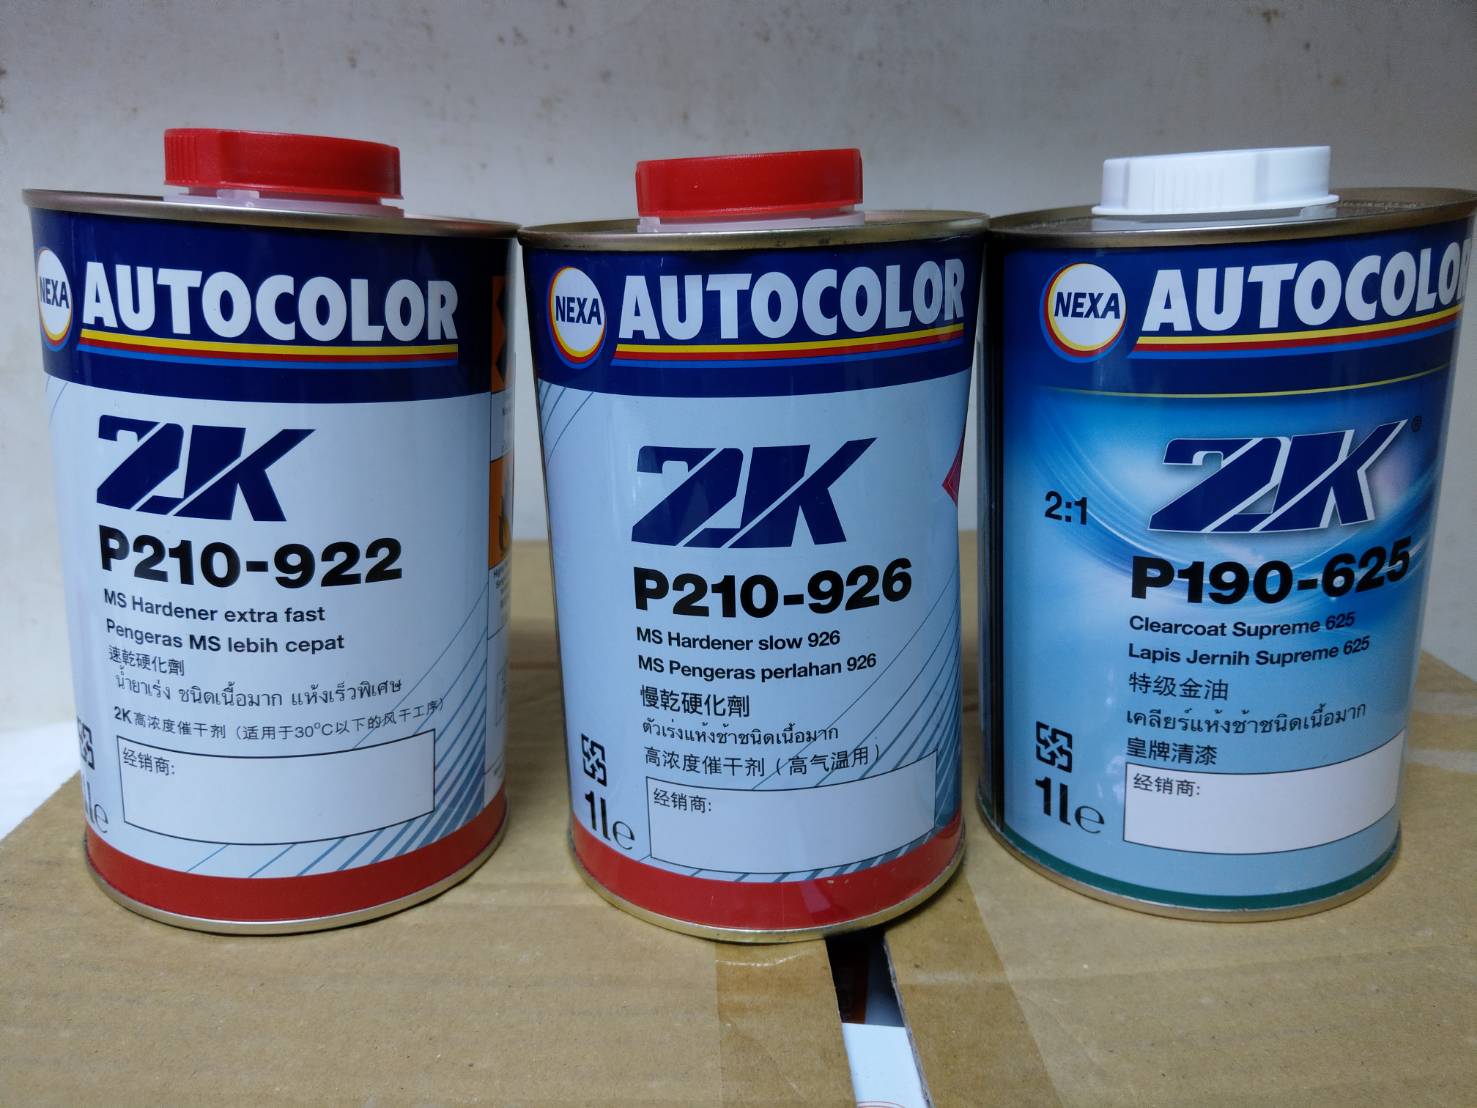 NEXA AUTOCOLOR
2K
P210-922
MS Hardener extra fast
Pengeras MS lebih cepat
速乾硬化劑
น้ำยาเร่ง ชนิดเนื้อมาก แห้งเร็วพิเศษ
2K高浓度催干剂（适用于30°C以下的风干工序）
经销商:
NEXA AUTOCOLOR
2K
P210-926
MS Hardener slow 926
MS Pengeras perlahan 926
慢乾硬化劑
ตัวเร่งแห้งช้าชนิดเนื้อมาก
高浓度催干剂（高气温用）
经销商:
1l e
NEXA AUTOCOLOR
2:1
2K®
P190-625
Clearcoat Supreme 625
Lapis Jernih Supreme 625
特级金油
เคลียร์แห้งช้าชนิดเนื้อมาก
皇牌清漆
经销商:
1l e